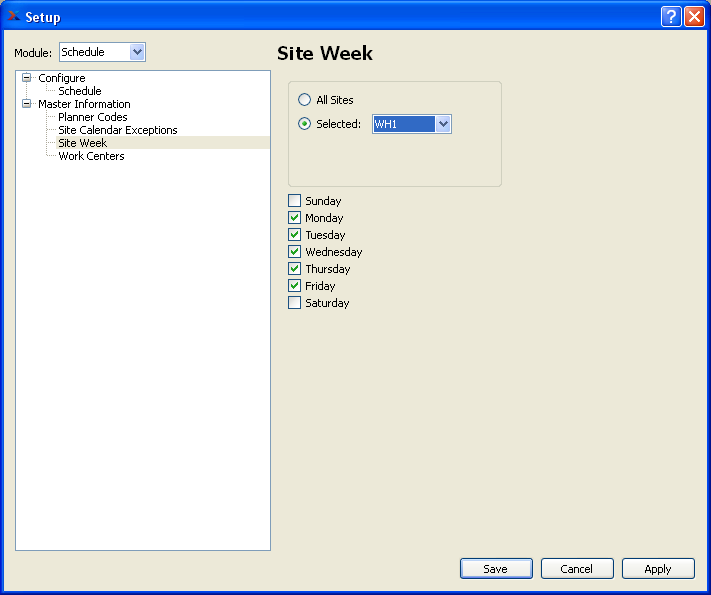 Setup
Module: Schedule
Site Week
Configure
Schedule
Master Information
Planner Codes
Site Calendar Exceptions
Site Week
Work Centers
All Sites
Selected: WH1
Sunday
Monday
Tuesday
Wednesday
Thursday
Friday
Saturday
Save Cancel Apply